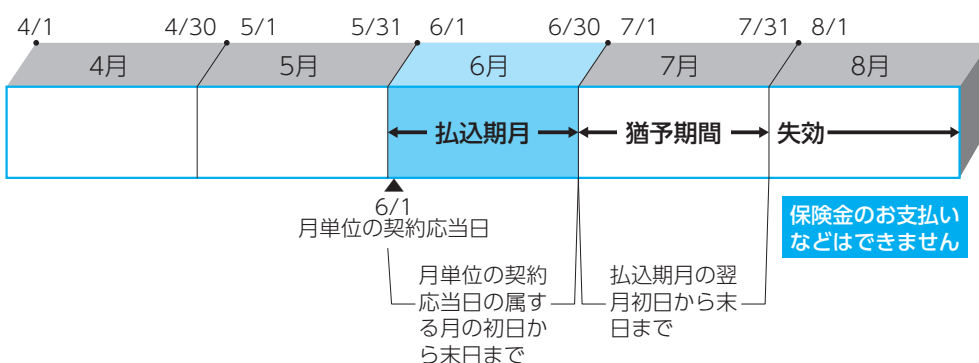 4/1 4/30 5/1 5/31 6/1 6/30 7/1 7/31 8/1
4月 5月 6月 7月 8月
払込期月 猶予期間 失効
6/1
月単位の契約応当日
保険金のお支払い
などはできません
月単位の契約
応当日の属す
る月の初日か
ら末日まで
払込期月の翌
月初日から末
日まで